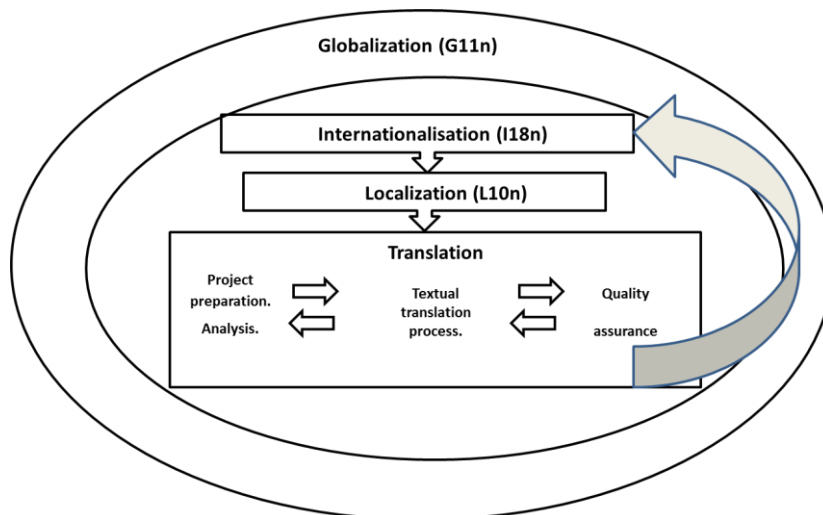 Globalization (G11n)
Internationalisation (I18n)
Localization (L10n)
Translation
Project
preparation.
Analysis.
Textual
translation
process.
Quality
assurance